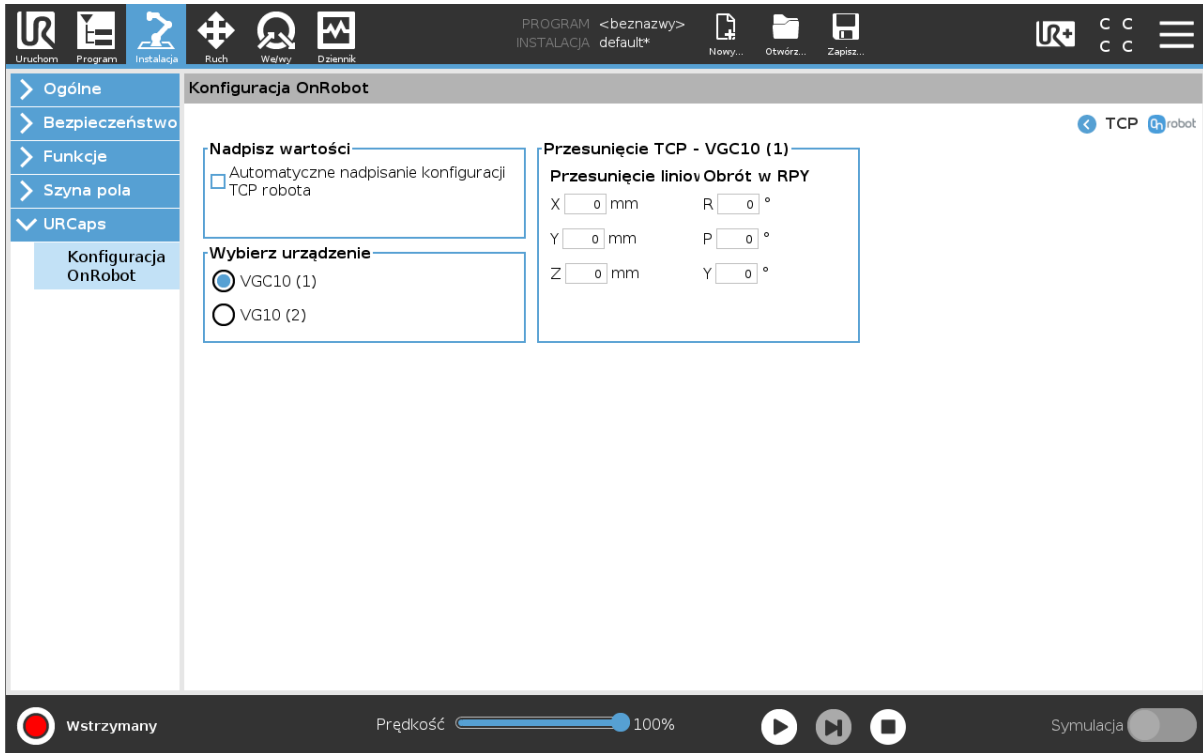 UR
PROGRAM <beznazwy>
INSTALACJA default*
UR+
C C
C C
Uruchom Program Instalacja Ruch We/wy Dziennik Nowy... Otwórz... Zapisz...
Ogólne
Bezpieczeństwo
Funkcje
Szyna pola
URCaps
Konfiguracja
OnRobot
Konfiguracja OnRobot
TCP OnRobot
Nadpisz wartości
Automatyczne nadpisanie konfiguracji
TCP robota
Wybierz urządzenie
VGC10 (1)
VG10 (2)
Przesunięcie TCP - VGC10 (1)
Przesunięcie liniov Obrót w RPY
X 0 mm R 0 °
Y 0 mm P 0 °
Z 0 mm Y 0 °
Wstrzymany
Prędkość 100%
Symulacja